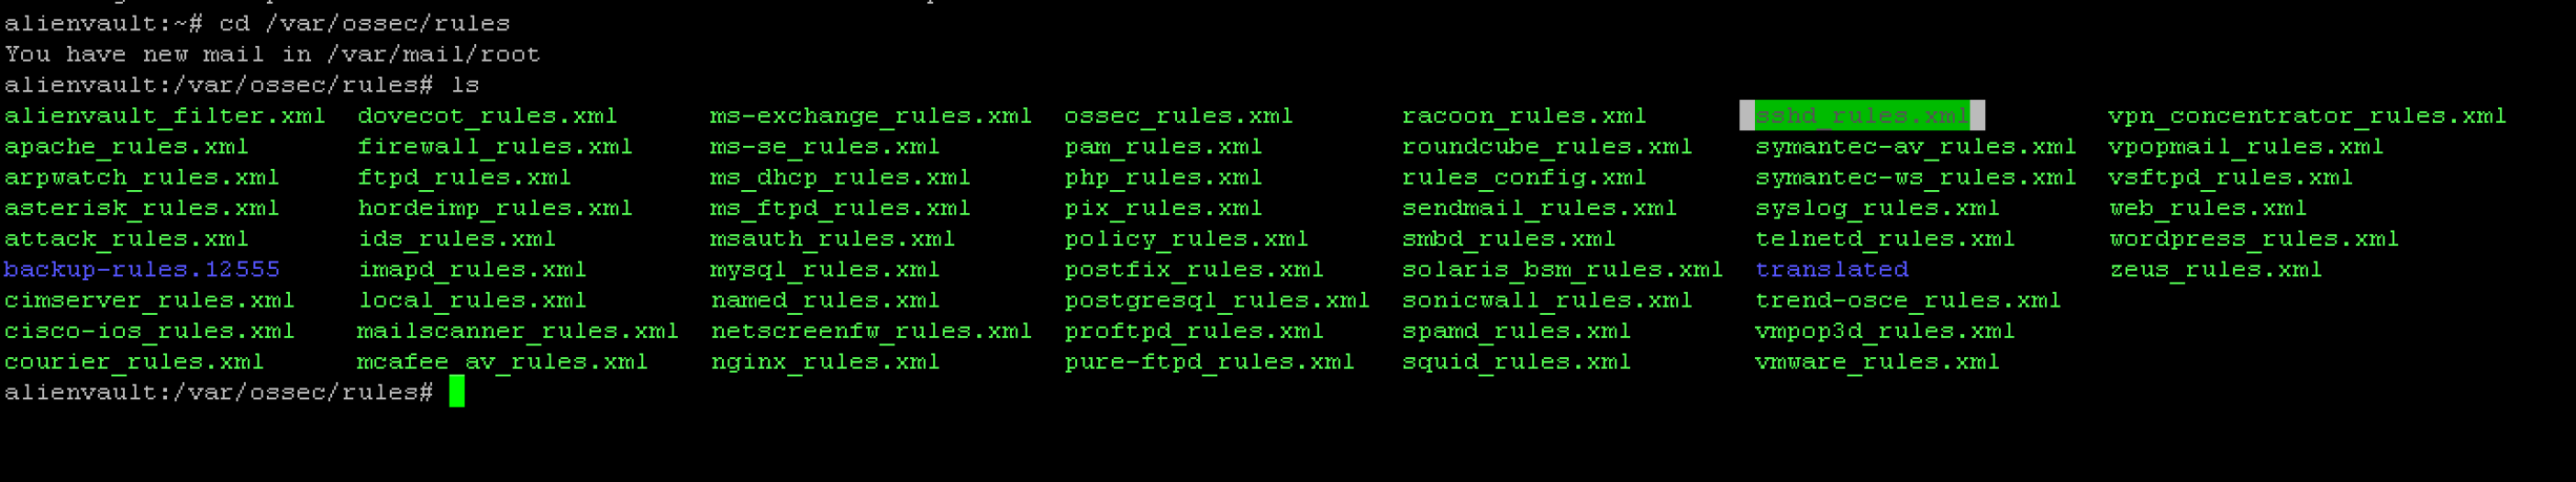 alienvault:~# cd /var/ossec/rules
You have new mail in /var/mail/root
alienvault:/var/ossec/rules# ls
alienvault_filter.xml dovecot_rules.xml ms-exchange_rules.xml ossec_rules.xml racoon_rules.xml sshd_rules.xml vpn_concentrator_rules.xml
apache_rules.xml firewall_rules.xml ms-se_rules.xml pam_rules.xml roundcube_rules.xml symantec-av_rules.xml vpopmail_rules.xml
arpwatch_rules.xml ftpd_rules.xml ms_dhcp_rules.xml php_rules.xml rules_config.xml symantec-ws_rules.xml vsftpd_rules.xml
asterisk_rules.xml hordeimp_rules.xml ms_ftpd_rules.xml pix_rules.xml sendmail_rules.xml syslog_rules.xml web_rules.xml
attack_rules.xml ids_rules.xml msauth_rules.xml policy_rules.xml smbd_rules.xml telnetd_rules.xml wordpress_rules.xml
backup-rules.12555 imapd_rules.xml mysql_rules.xml postfix_rules.xml solaris_bsm_rules.xml translated zeus_rules.xml
cimserver_rules.xml local_rules.xml named_rules.xml postgresql_rules.xml sonicwall_rules.xml trend-osce_rules.xml
cisco-ios_rules.xml mailscanner_rules.xml netscreenfw_rules.xml proftpd_rules.xml spamd_rules.xml vmpop3d_rules.xml
courier_rules.xml mcafee_av_rules.xml nginx_rules.xml pure-ftpd_rules.xml squid_rules.xml vmware_rules.xml
alienvault:/var/ossec/rules#